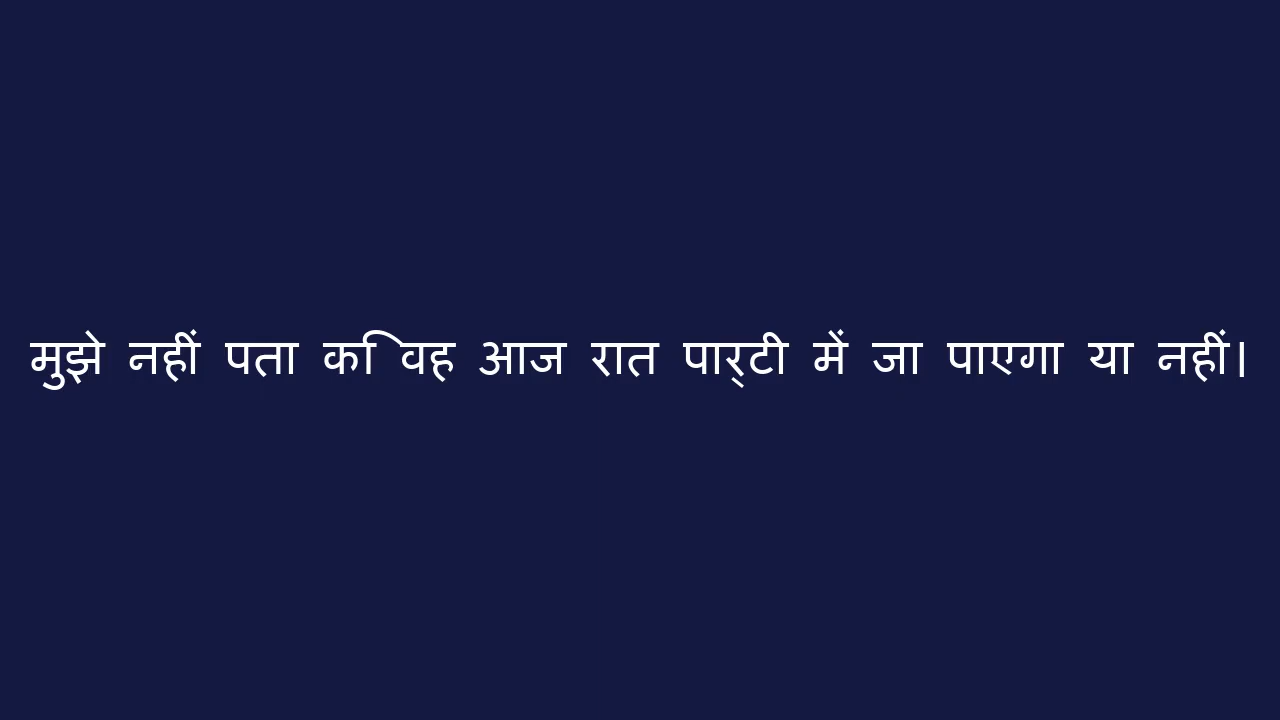 मुझे नहीं पता कि वह आज रात पार्टी में जा पाएगा या नहीं।